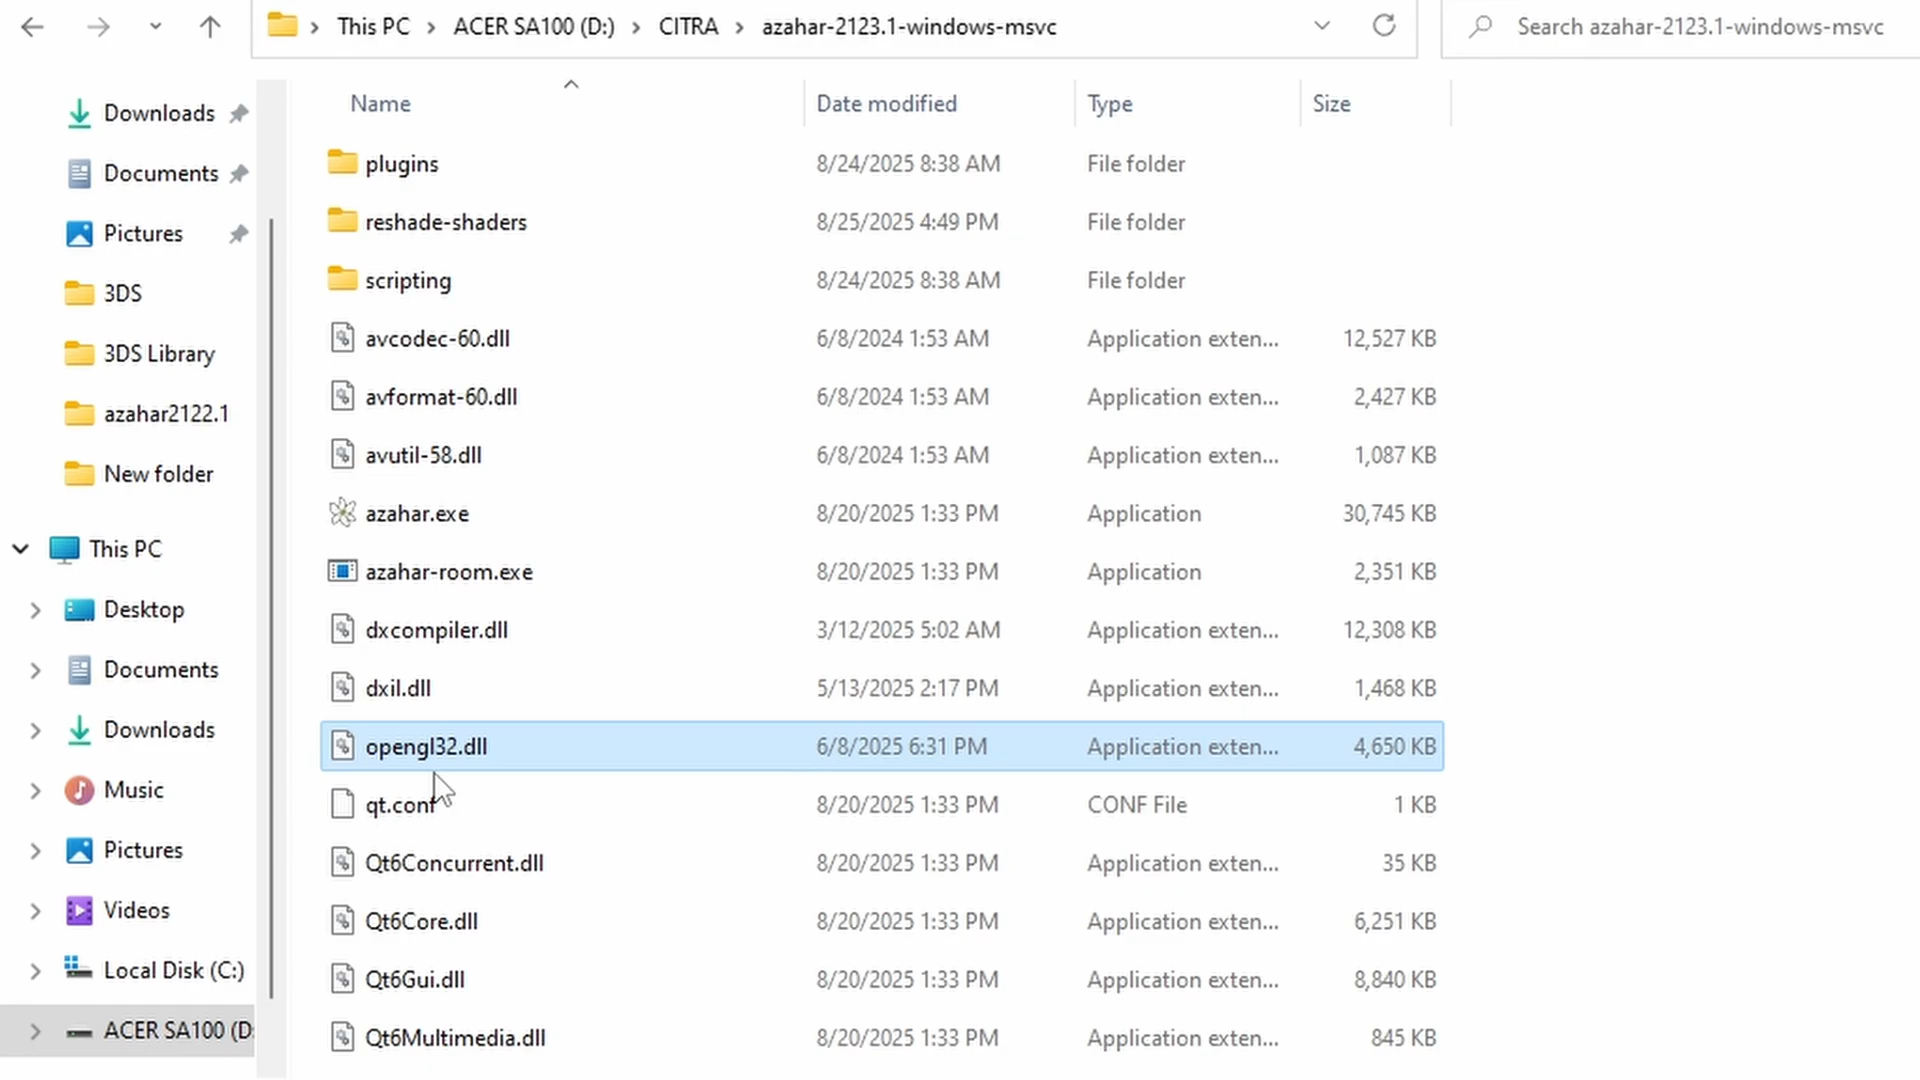 This PC > ACER SA100 (D:) > CITRA > azahar-2123.1-windows-msvc
Search azahar-2123.1-windows-msvc
Downloads
Documents
Pictures
3DS
3DS Library
azahar2122.1
New folder
This PC
Desktop
Documents
Downloads
Music
Pictures
Videos
Local Disk (C:)
ACER SA100 (D:
Name Date modified Type Size
plugins 8/24/2025 8:38 AM File folder
reshade-shaders 8/25/2025 4:49 PM File folder
scripting 8/24/2025 8:38 AM File folder
avcodec-60.dll 6/8/2024 1:53 AM Application exten... 12,527 KB
avformat-60.dll 6/8/2024 1:53 AM Application exten... 2,427 KB
avutil-58.dll 6/8/2024 1:53 AM Application exten... 1,087 KB
azahar.exe 8/20/2025 1:33 PM Application 30,745 KB
azahar-room.exe 8/20/2025 1:33 PM Application 2,351 KB
dxcompiler.dll 3/12/2025 5:02 AM Application exten... 12,308 KB
dxil.dll 5/13/2025 2:17 PM Application exten... 1,468 KB
opengl32.dll 6/8/2025 6:31 PM Application exten... 4,650 KB
qt.conf 8/20/2025 1:33 PM CONF File 1 KB
Qt6Concurrent.dll 8/20/2025 1:33 PM Application exten... 35 KB
Qt6Core.dll 8/20/2025 1:33 PM Application exten... 6,251 KB
Qt6Gui.dll 8/20/2025 1:33 PM Application exten... 8,840 KB
Qt6Multimedia.dll 8/20/2025 1:33 PM Application exten... 845 KB